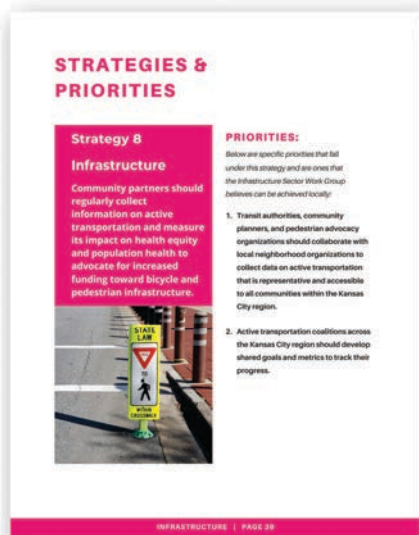 STRATEGIES &
PRIORITIES
Strategy 8
Infrastructure
Community partners should
regularly collect
information on active
transportation and measure
its impact on health equity
and population health to
advocate for increased
funding toward bicycle and
pedestrian infrastructure.
PRIORITIES:
Below are specific priorities that fall
under this strategy and are ones that
the Infrastructure Sector Work Group
believes can be achieved locally:
1. Transit authorities, community
planners, and pedestrian advocacy
organizations should collaborate with
local neighborhood organizations to
collect data on active transportation
that is representative and accessible
to all communities within the Kansas
City region.
2. Active transportation coalitions across
the Kansas City region should develop
shared goals and metrics to track their
progress.
STATE
LAW
YIELD
TO
WITHIN
CROSSWALK
INFRASTRUCTURE | PAGE 39